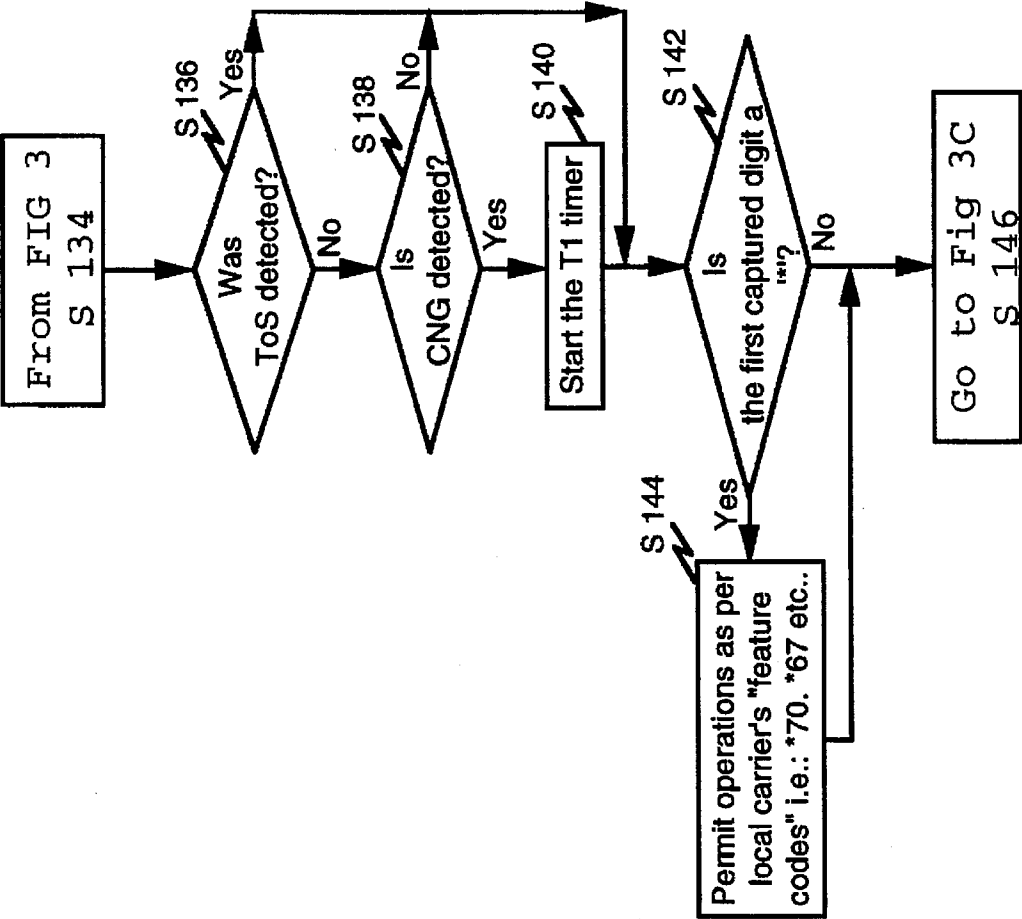 From FIG 3
S 134
S 136
Was
ToS detected?
Yes
No
S 138
Is
CNG detected?
No
Yes
S 140
Start the T1 timer
S 142
Is
the first captured digit a
'*'?
Yes
No
S 144
Permit operations as per
local carrier's "feature
codes" i.e.: *70. *67 etc..
Go to Fig 3C
S 146